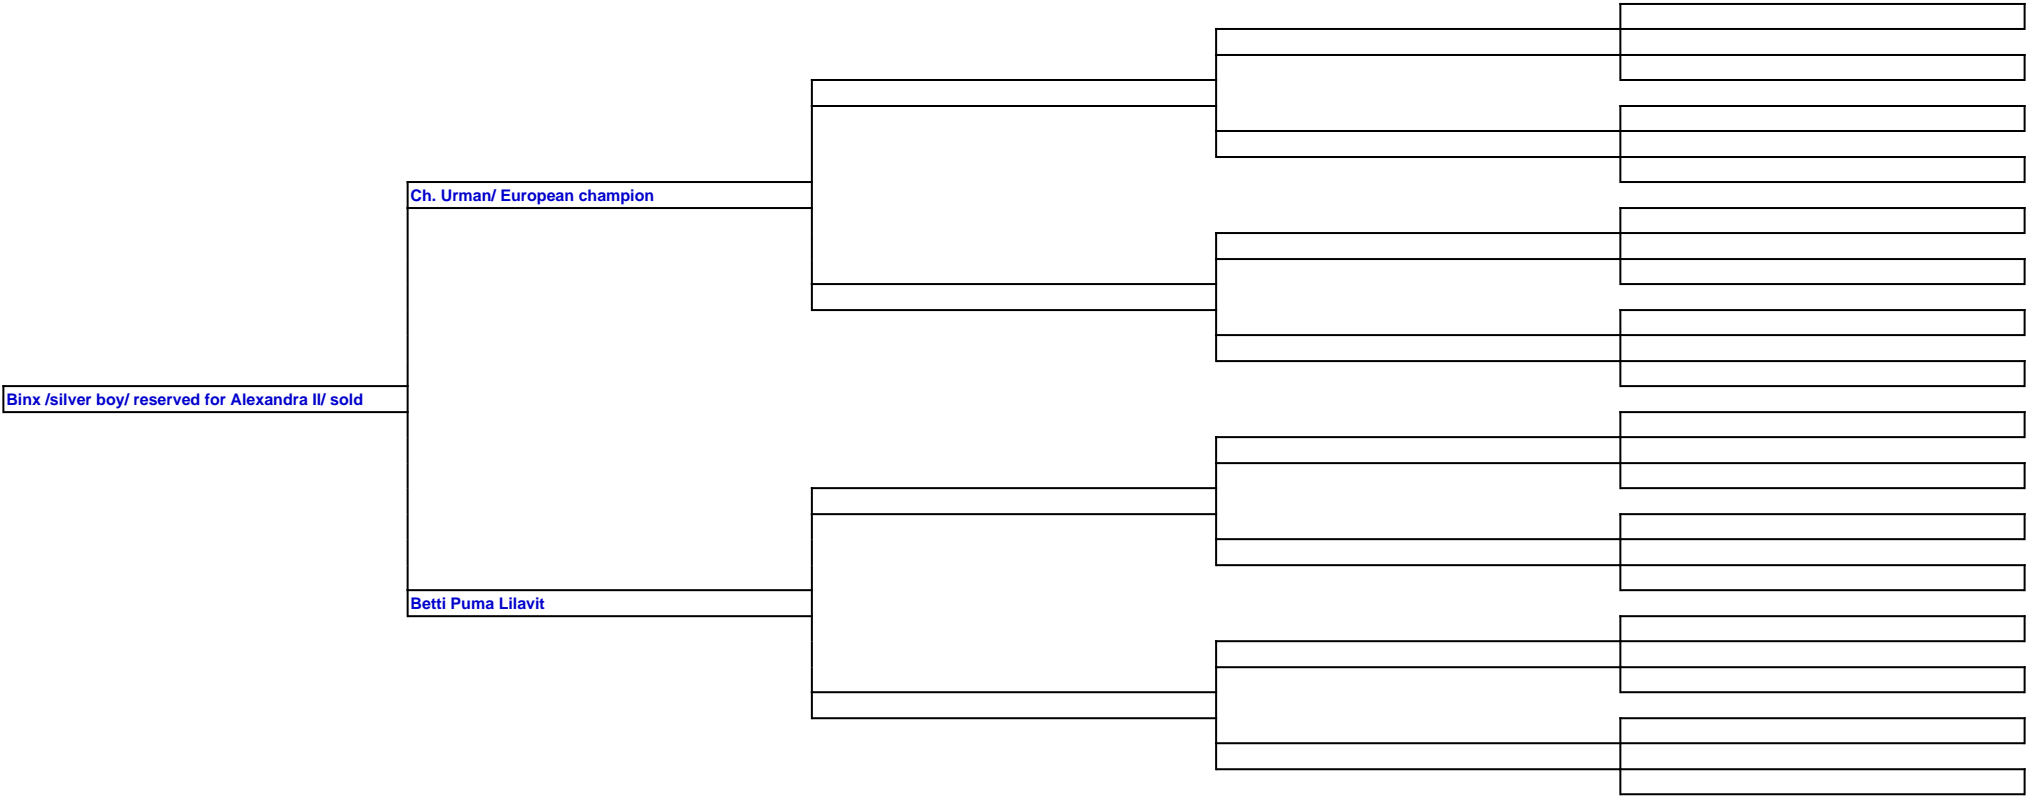 Ch. Urman/ European champion
Binx /silver boy/ reserved for Alexandra II/ sold
Betti Puma Lilavit